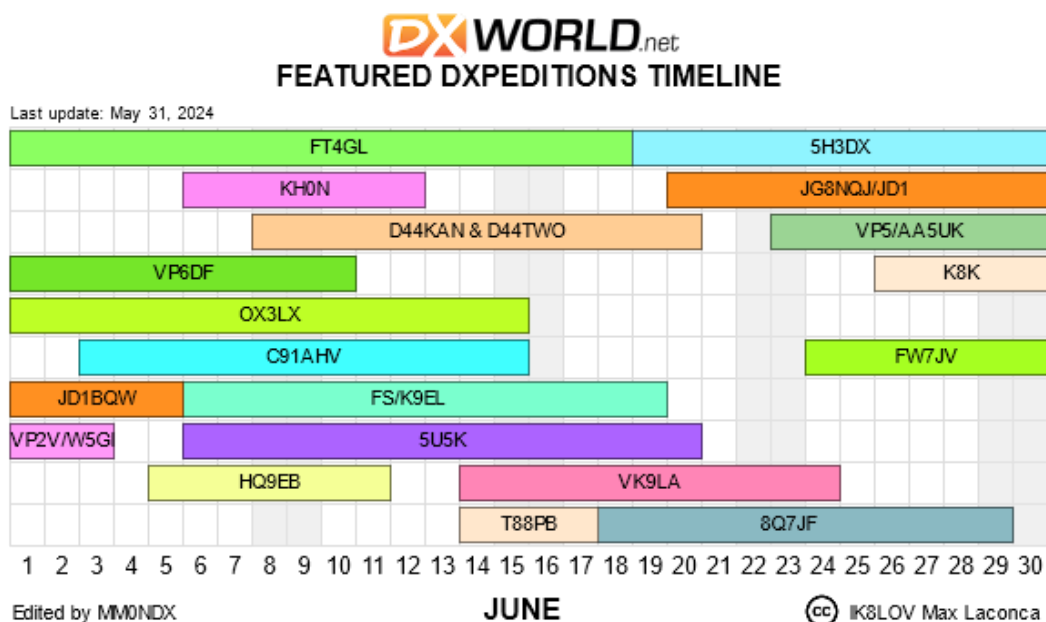 DX WORLD.net
FEATURED DXPEDITIONS TIMELINE
Last update: May 31, 2024
FT4GL 5H3DX
KH0N JG8NQJ/JD1
D44KAN & D44TWO VP5/AA5UK
VP6DF K8K
OX3LX
C91AHV FW7JV
JD1BQW FS/K9EL
VP2V/W5GI 5U5K
HQ9EB VK9LA
T88PB 8Q7JF
1 2 3 4 5 6 7 8 9 10 11 12 13 14 15 16 17 18 19 20 21 22 23 24 25 26 27 28 29 30
Edited by MM0NDX JUNE cc IK8LOV Max Laconca